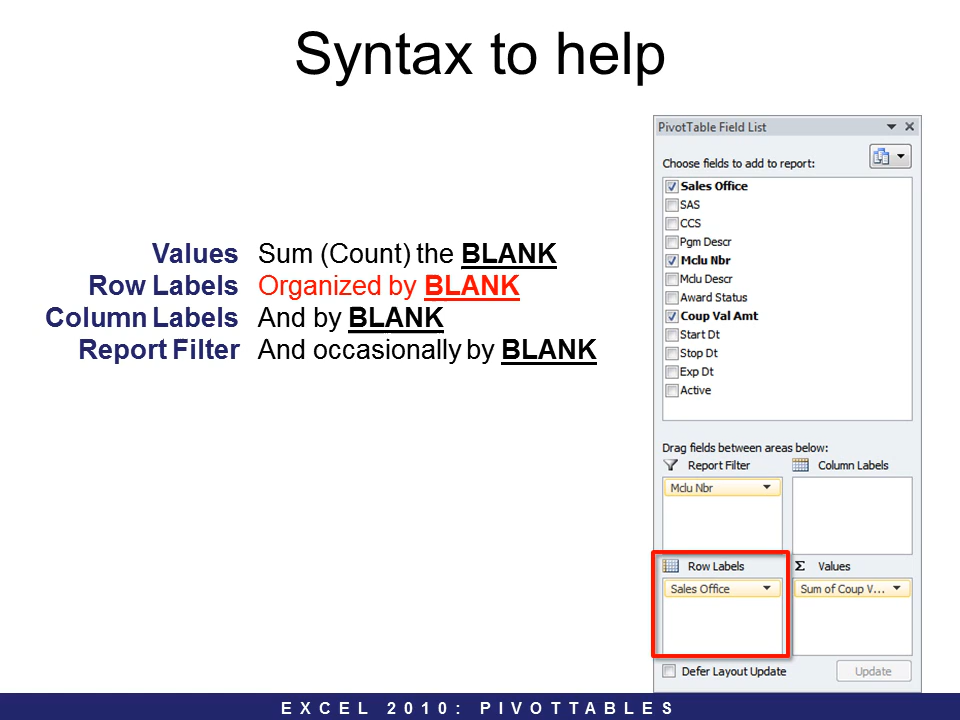 Syntax to help
Values Sum (Count) the BLANK
Row Labels Organized by BLANK
Column Labels And by BLANK
Report Filter And occasionally by BLANK
PivotTable Field List
Choose fields to add to report:
Sales Office
SAS
CCS
Pgm Descr
Mclu Nbr
Mclu Descr
Award Status
Coup Val Amt
Start Dt
Stop Dt
Exp Dt
Active
Drag fields between areas below:
Report Filter Column Labels
Mclu Nbr
Row Labels Σ Values
Sales Office Sum of Coup V...
Defer Layout Update Update
EXCEL 2010: PIVOTTABLES